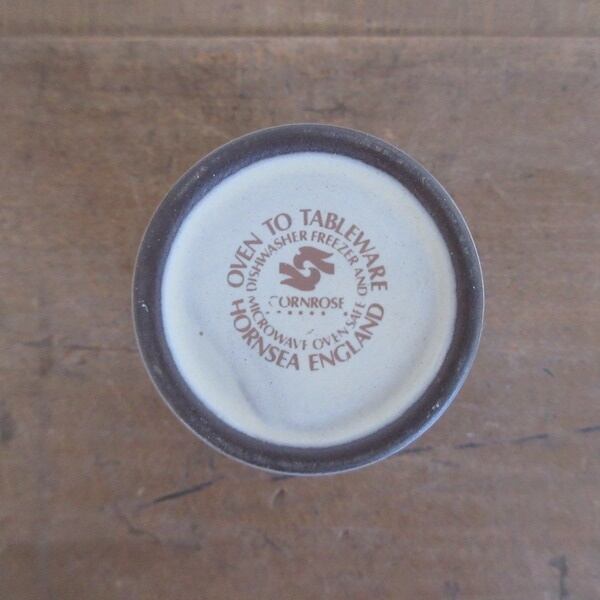 OVEN TO TABLEWARE
DISHWASHER FREEZER AND
CORNROSE
MICROWAVE OVEN SAFE
HORNSEA ENGLAND